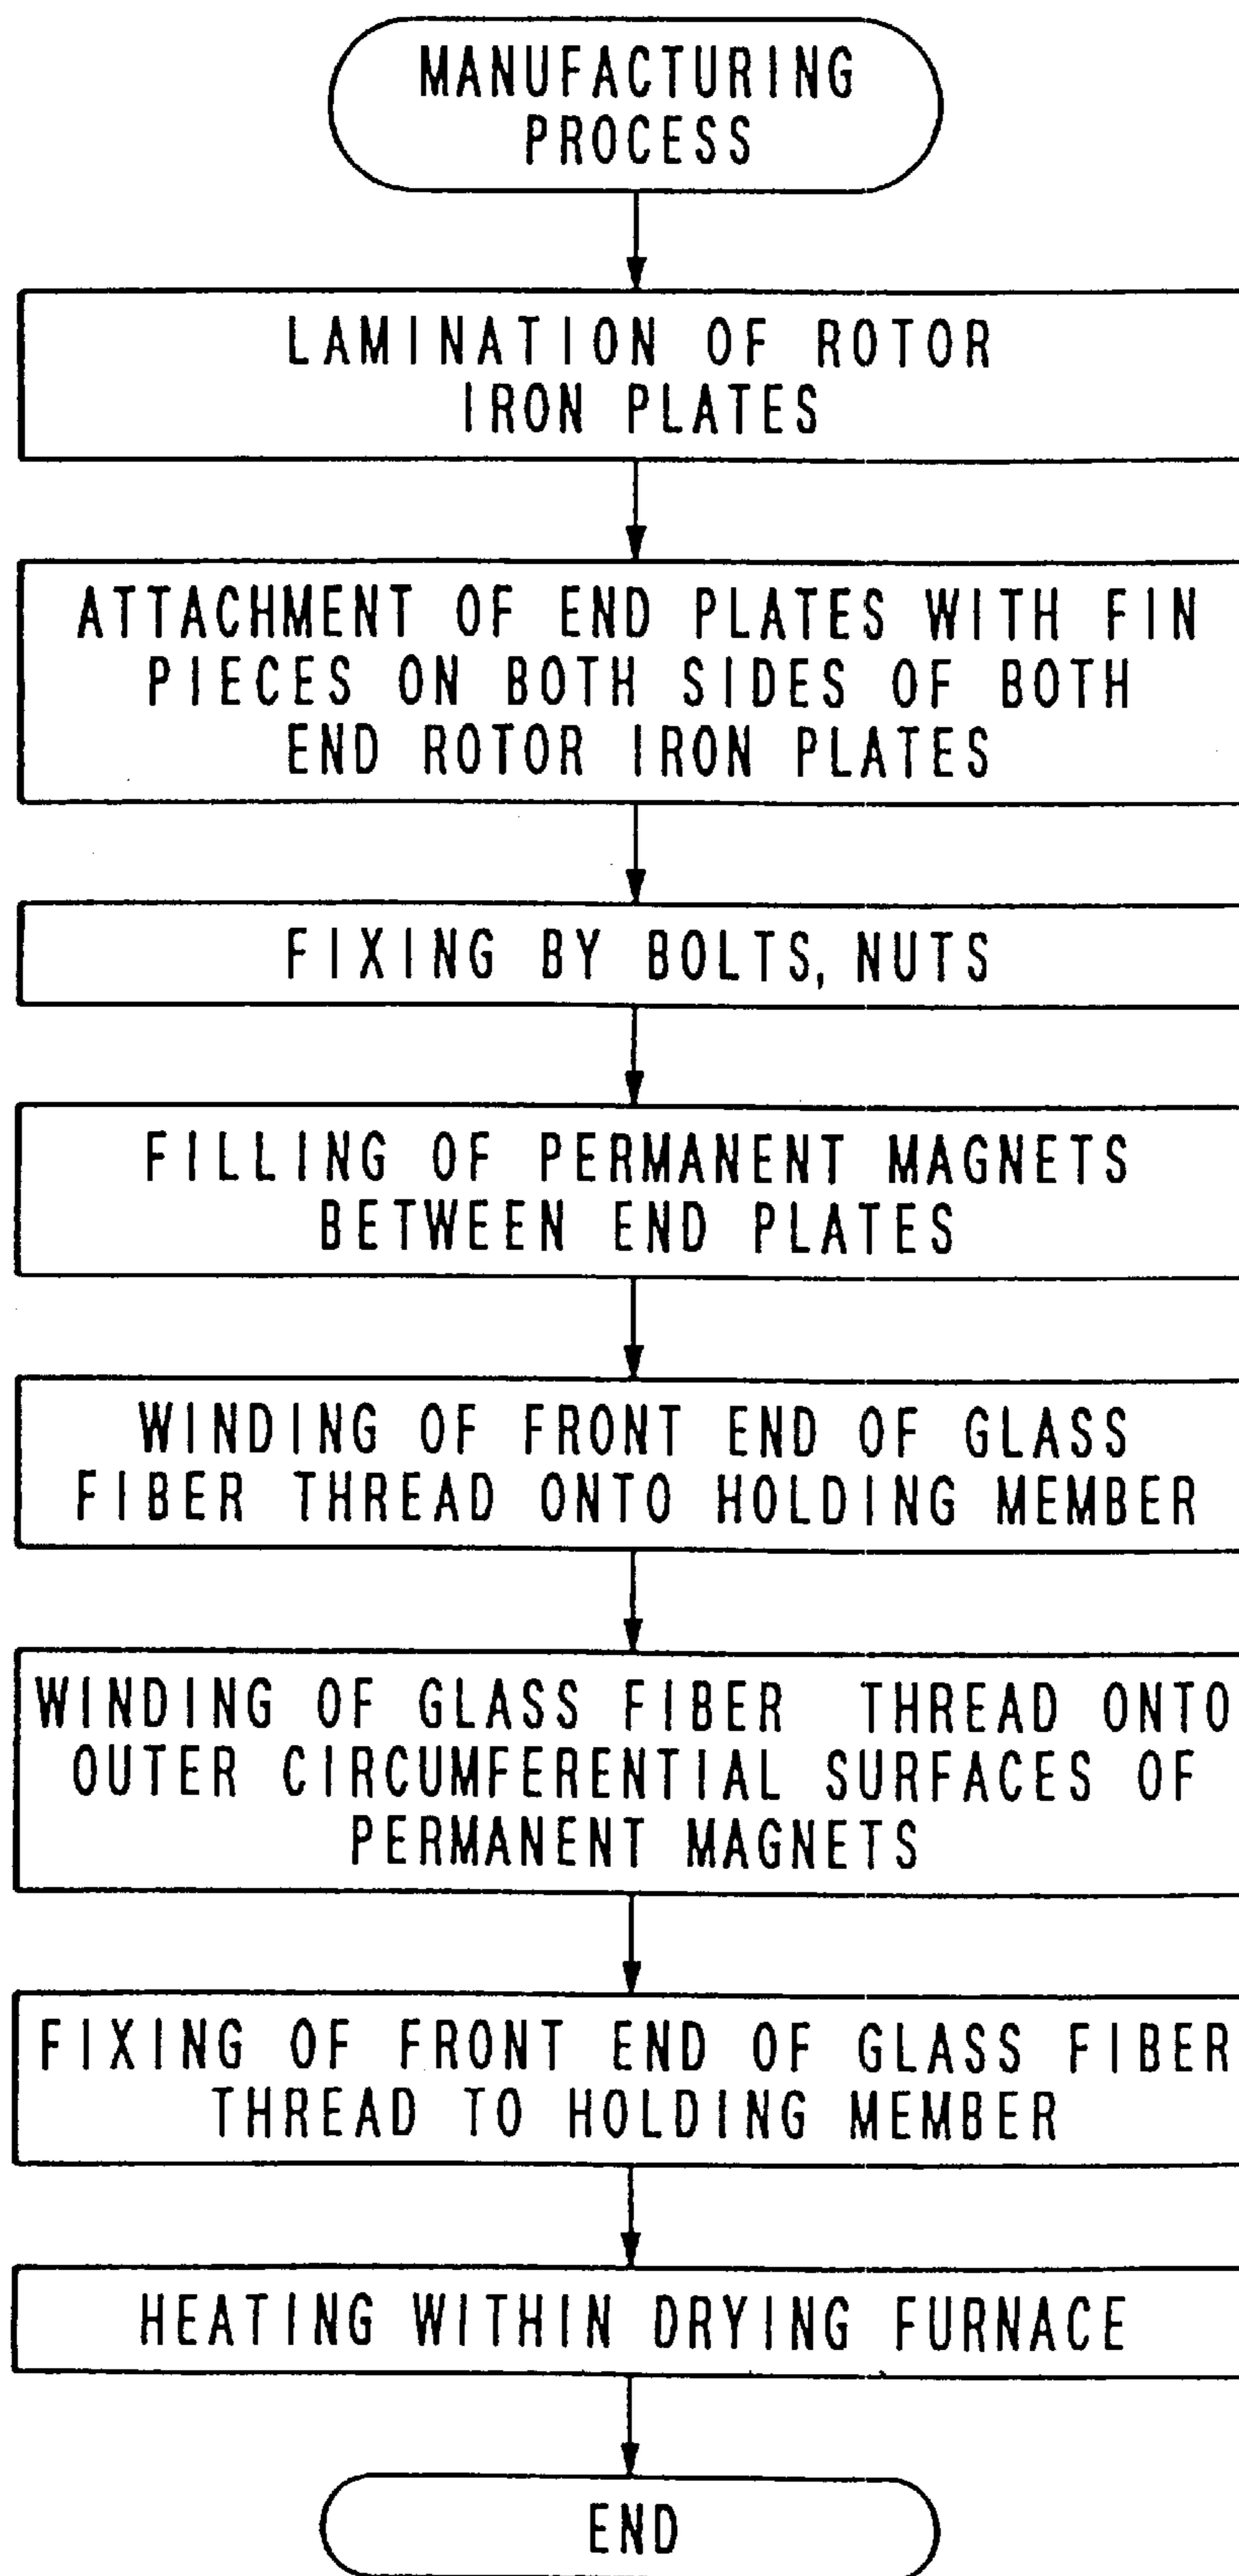 MANUFACTURING
PROCESS
LAMINATION OF ROTOR
IRON PLATES
ATTACHMENT OF END PLATES WITH FIN
PIECES ON BOTH SIDES OF BOTH
END ROTOR IRON PLATES
FIXING BY BOLTS, NUTS
FILLING OF PERMANENT MAGNETS
BETWEEN END PLATES
WINDING OF FRONT END OF GLASS
FIBER THREAD ONTO HOLDING MEMBER
WINDING OF GLASS FIBER THREAD ONTO
OUTER CIRCUMFERENTIAL SURFACES OF
PERMANENT MAGNETS
FIXING OF FRONT END OF GLASS FIBER
THREAD TO HOLDING MEMBER
HEATING WITHIN DRYING FURNACE
END